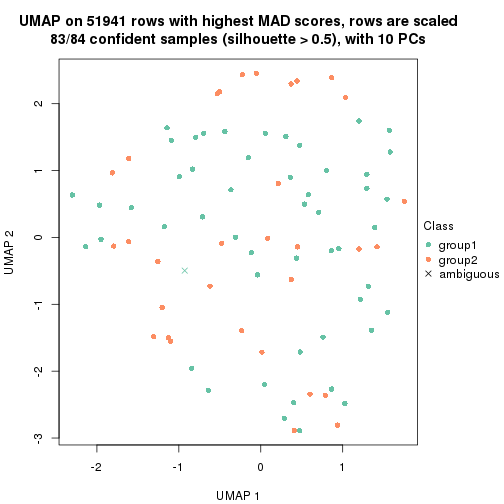 UMAP on 51941 rows with highest MAD scores, rows are scaled
83/84 confident samples (silhouette > 0.5), with 10 PCs
UMAP 2
2
1
0
-1
-2
-3
-2
-1
0
1
UMAP 1
Class
group1
group2
ambiguous